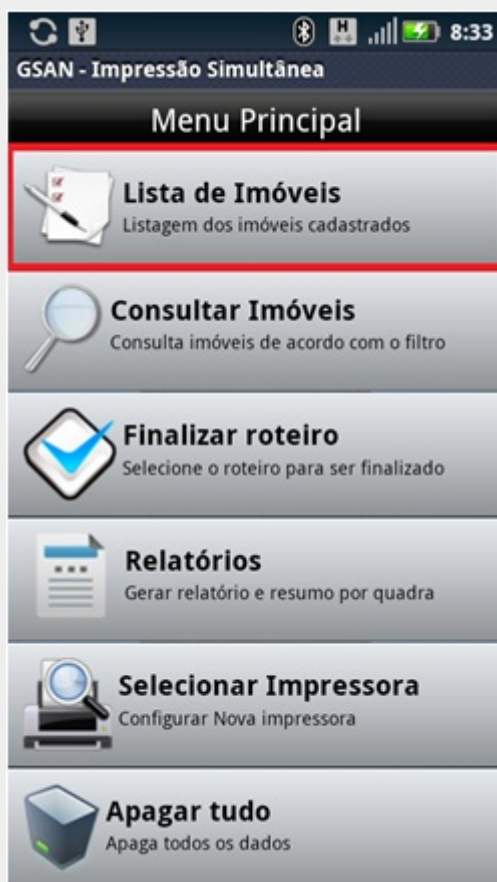 8:33
GSAN - Impressão Simultânea
Menu Principal
Lista de Imóveis
Listagem dos imóveis cadastrados
Consultar Imóveis
Consulta imóveis de acordo com o filtro
Finalizar roteiro
Selecione o roteiro para ser finalizado
Relatórios
Gerar relatório e resumo por quadra
Selecionar Impressora
Configurar Nova impressora
Apagar tudo
Apaga todos os dados